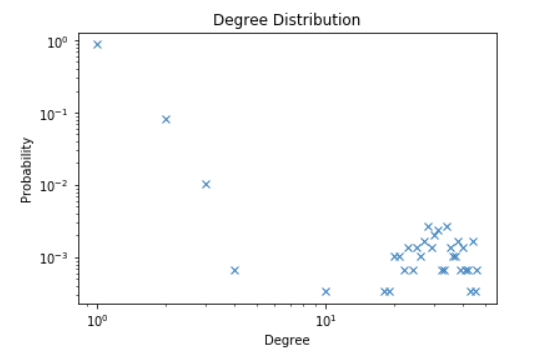 Degree Distribution
10⁰
10⁻¹
10⁻²
10⁻³
Probability
10⁰ 10¹
Degree